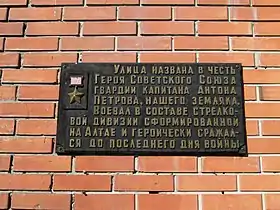 Улица названа в честь
Героя Советского Союза
гвардии капитана Антона
Петрова, нашего земляка.
Воевал в составе стрелко-
вой дивизии сформированной
на Алтае и героически сражал-
ся до последнего дня войны